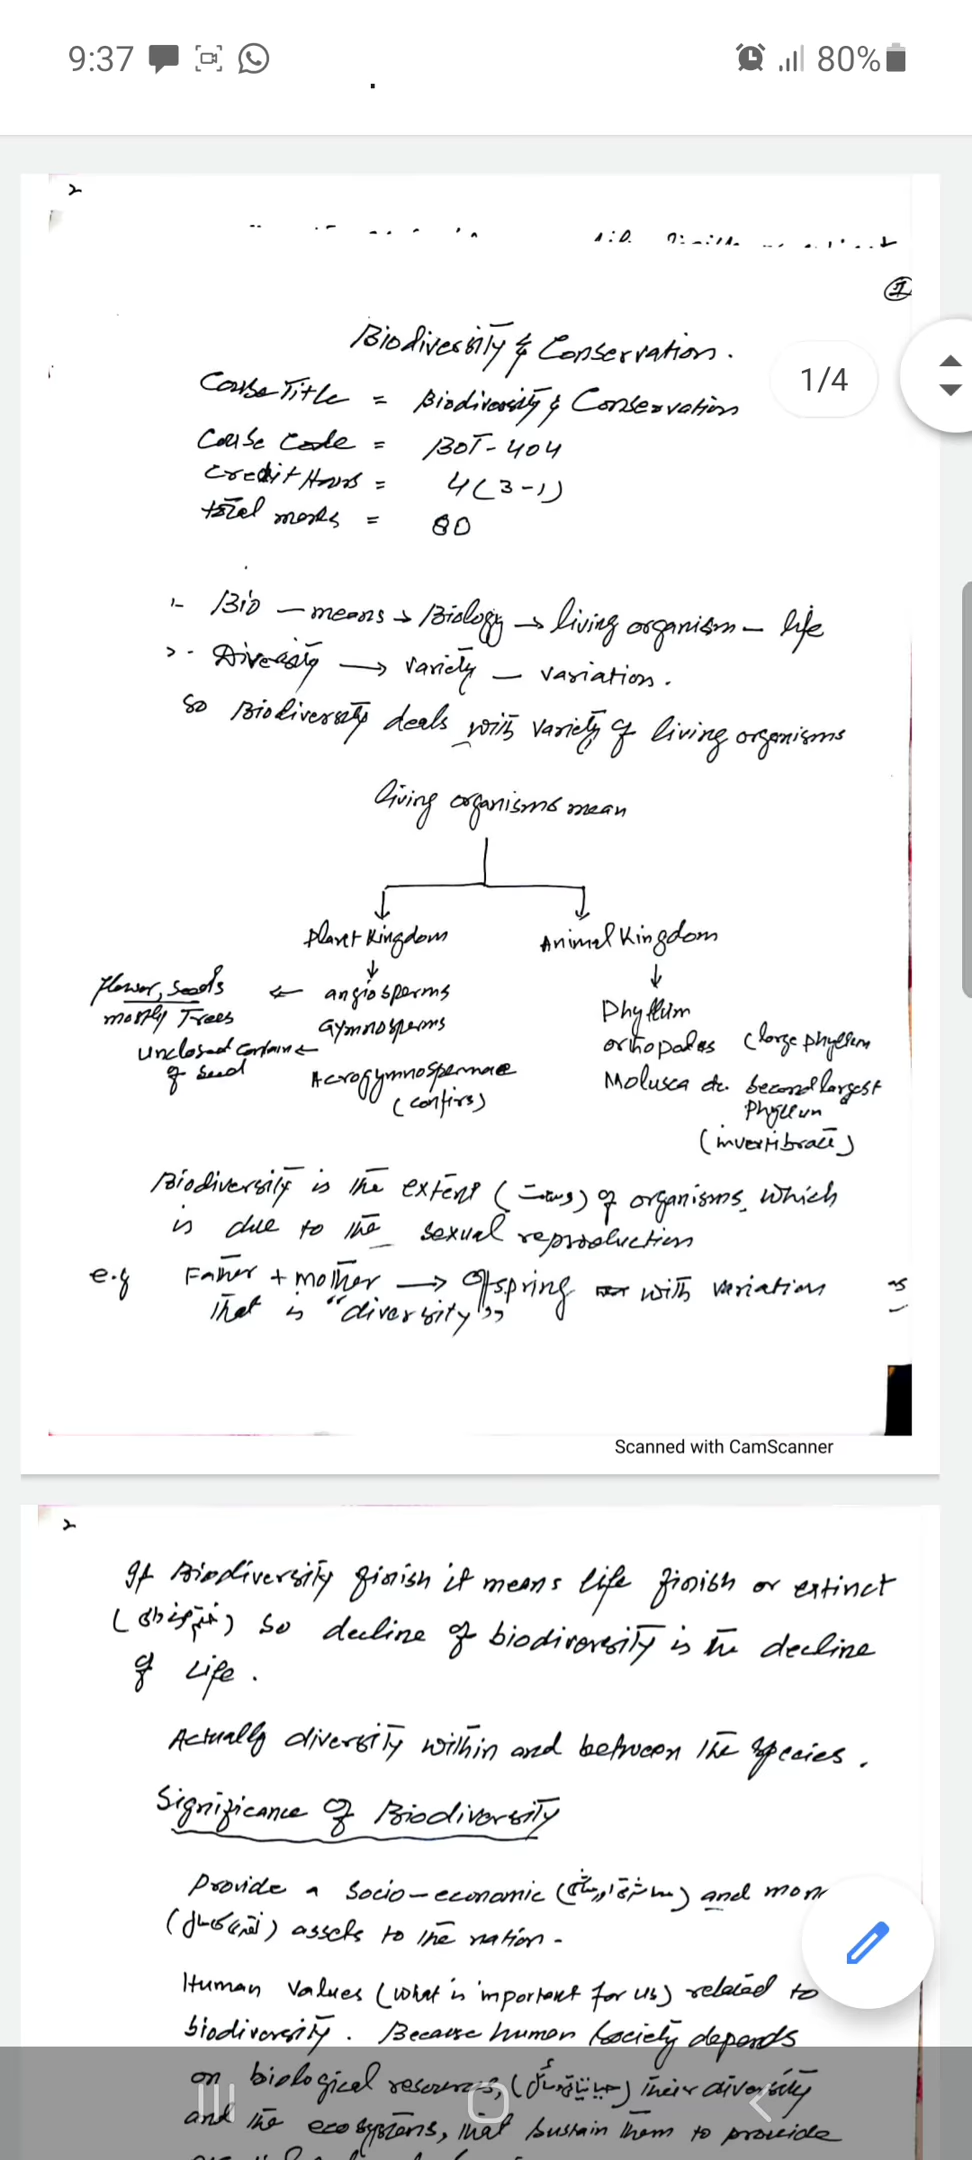 9:37
80%
1/4
Biodiversity & Conservation.
Course Title = Biodiversity & Conservation
Course Code = BOT-404
Credit Hours = 4(3-1)
total marks = 80
1- Bio — means → Biology → living organism — life
2- Diversity → variety — variation.
So Biodiversity deals with variety of living organisms
living organisms mean
Plant Kingdom
Animal Kingdom
Flower, Seeds ← angiosperms
mostly Trees
Gymnosperms
Unclosed ←
of Seed
Acrogymnospermae
Phyllum
(large phyllum
Molusca
second largest
Phyllum
Biodiversity is the extent of organisms, which
is due to the sexual reproduction
e.g Father + mother → offspring with variation
that is "diversity"
Scanned with CamScanner
If Biodiversity finish it means life finish or extinct
so decline of biodiversity is the decline
of Life.
Actually diversity within and between the species.
Significance of Biodiversity
Provide a Socio-economic and
assets to the nation-
Human values (what is important for us) related to
biodiversity. Because human society depends
on biological resources, their diversity
and the ecosystems, that sustain them to provide